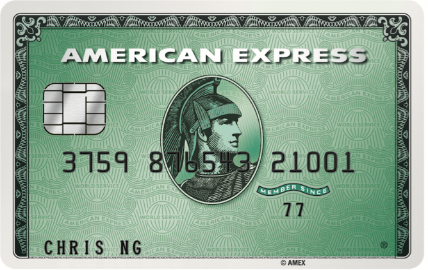 AMERICAN EXPRESS
3759 876543 21001
MEMBER SINCE
77
CHRIS NG
®
© AMEX